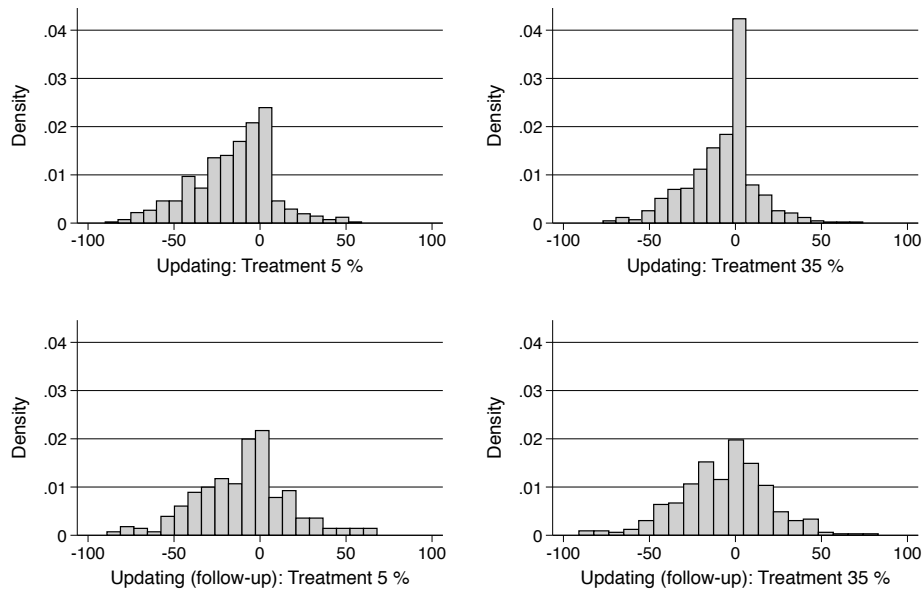 .04
.03
.02
.01
0
Density
-100 -50 0 50 100
Updating: Treatment 5 %
.04
.03
.02
.01
0
Density
-100 -50 0 50 100
Updating: Treatment 35 %
.04
.03
.02
.01
0
Density
-100 -50 0 50 100
Updating (follow-up): Treatment 5 %
.04
.03
.02
.01
0
Density
-100 -50 0 50 100
Updating (follow-up): Treatment 35 %